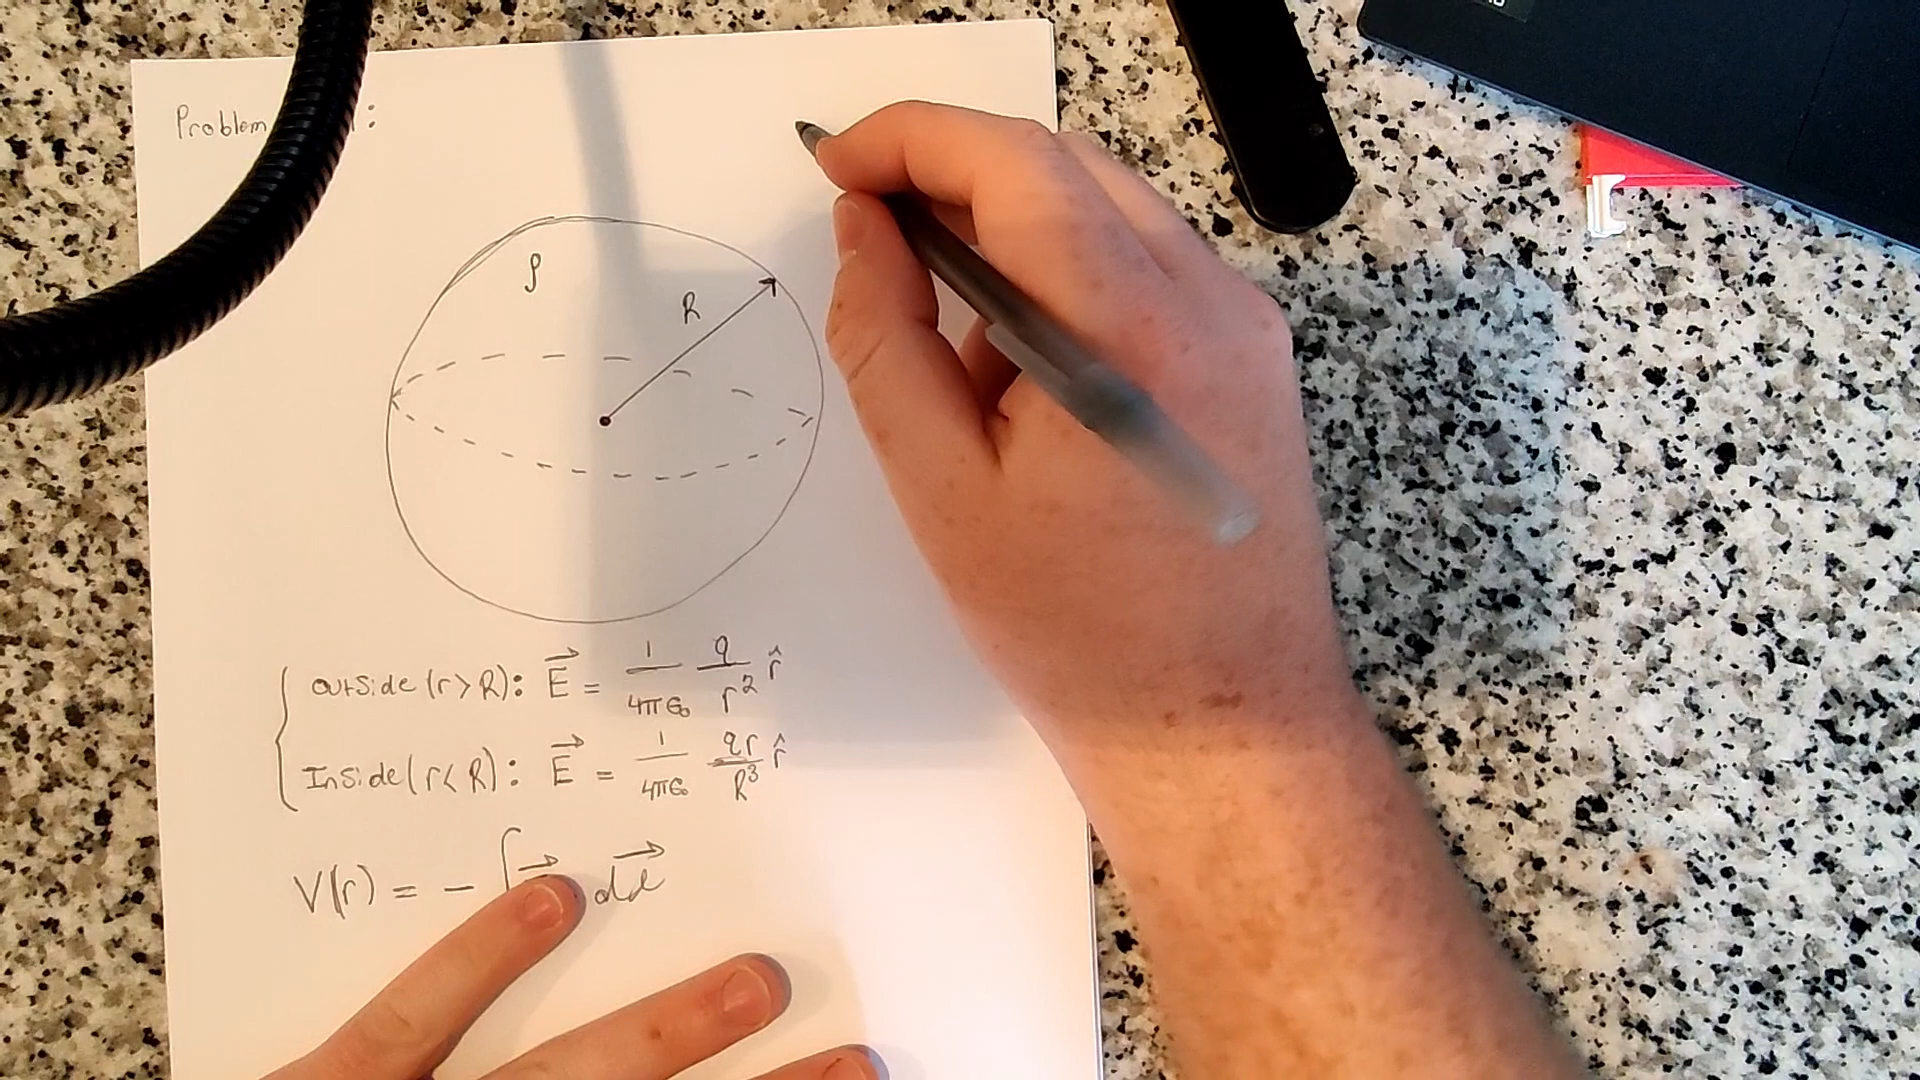 Problem :
ρ
R
outside (r > R): E⃗ = 1/4πε₀ q/r² r̂
Inside (r < R): E⃗ = 1/4πε₀ qr/R³ r̂
V(r) = - ∫ dℓ⃗